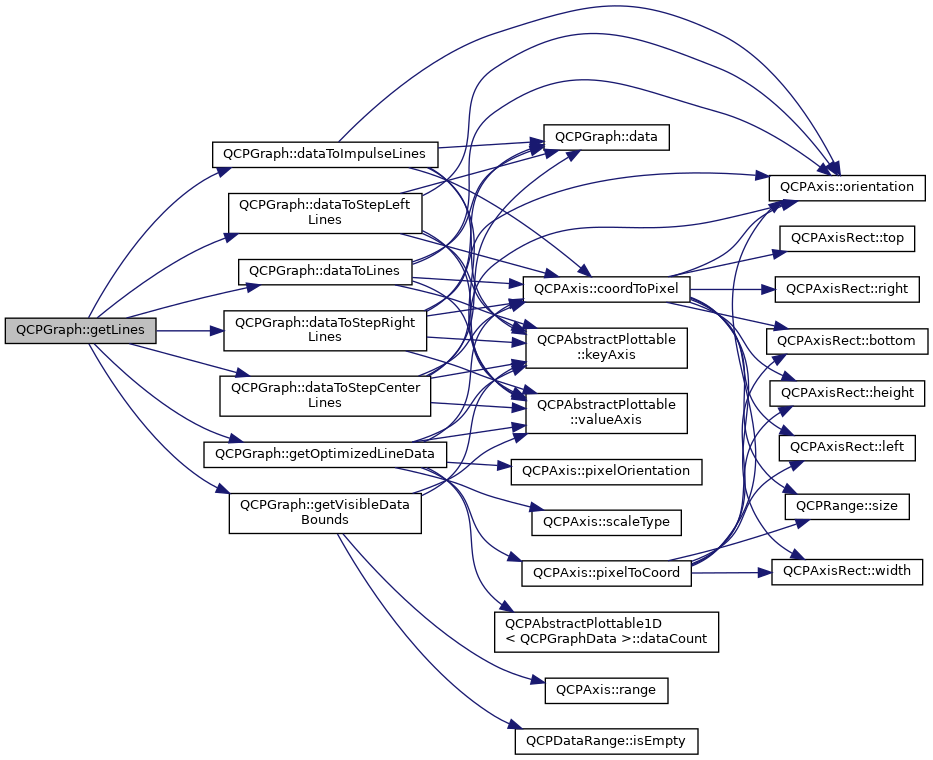 QCPGraph::getLines
QCPGraph::dataToImpulseLines
QCPGraph::dataToStepLeft
Lines
QCPGraph::dataToLines
QCPGraph::dataToStepRight
Lines
QCPGraph::dataToStepCenter
Lines
QCPGraph::getOptimizedLineData
QCPGraph::getVisibleData
Bounds
QCPGraph::data
QCPAxis::coordToPixel
QCPAbstractPlottable
::keyAxis
QCPAbstractPlottable
::valueAxis
QCPAxis::pixelOrientation
QCPAxis::scaleType
QCPAxis::pixelToCoord
QCPAbstractPlottable1D
< QCPGraphData >::dataCount
QCPAxis::range
QCPDataRange::isEmpty
QCPAxis::orientation
QCPAxisRect::top
QCPAxisRect::right
QCPAxisRect::bottom
QCPAxisRect::height
QCPAxisRect::left
QCPRange::size
QCPAxisRect::width